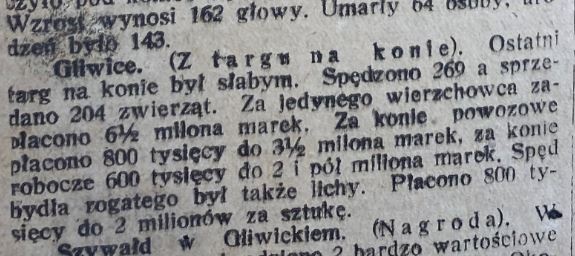 Wzrost wynosi 162 głowy. Umarły 64 osoby,
dzeń było 143.
Gliwice. (Z targu na konie). Ostatni
targ na konie był słabym. Spędzono 269 a sprze-
dano 204 zwierząt. Za jedynego wierzchowca za-
płacono 6½ milona marek. Za konie powozowe
płacono 800 tysięcy do 3½ milona marek, za konie
robocze 600 tysięcy do 2 i pół miliona marek. Spęd
bydła rogatego był także lichy. Płacono 800 ty-
sięcy do 2 milionów za sztukę.
Szywałd w Gliwickiem. (Nagroda). W
2 bardzo wartościowe